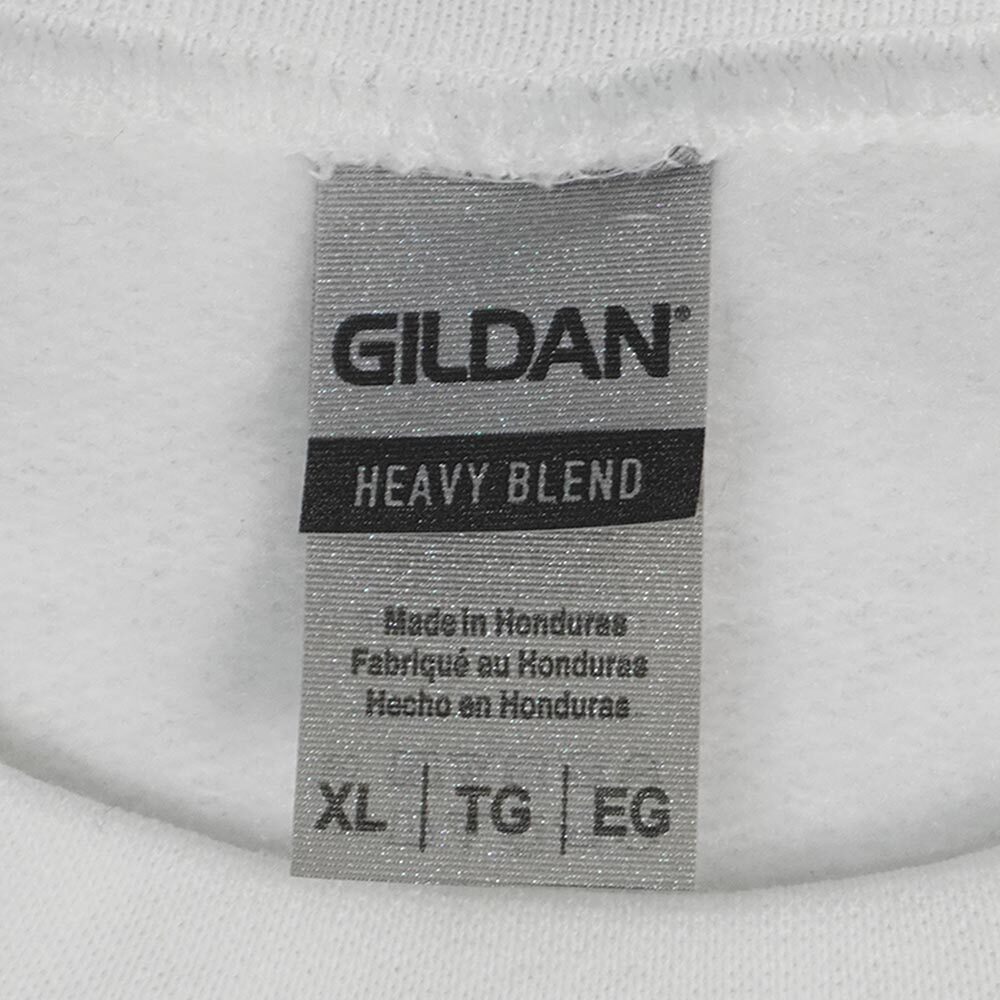 GILDAN®
HEAVY BLEND
Made in Honduras
Fabriqué au Honduras
Hecho en Honduras
XL | TG | EG